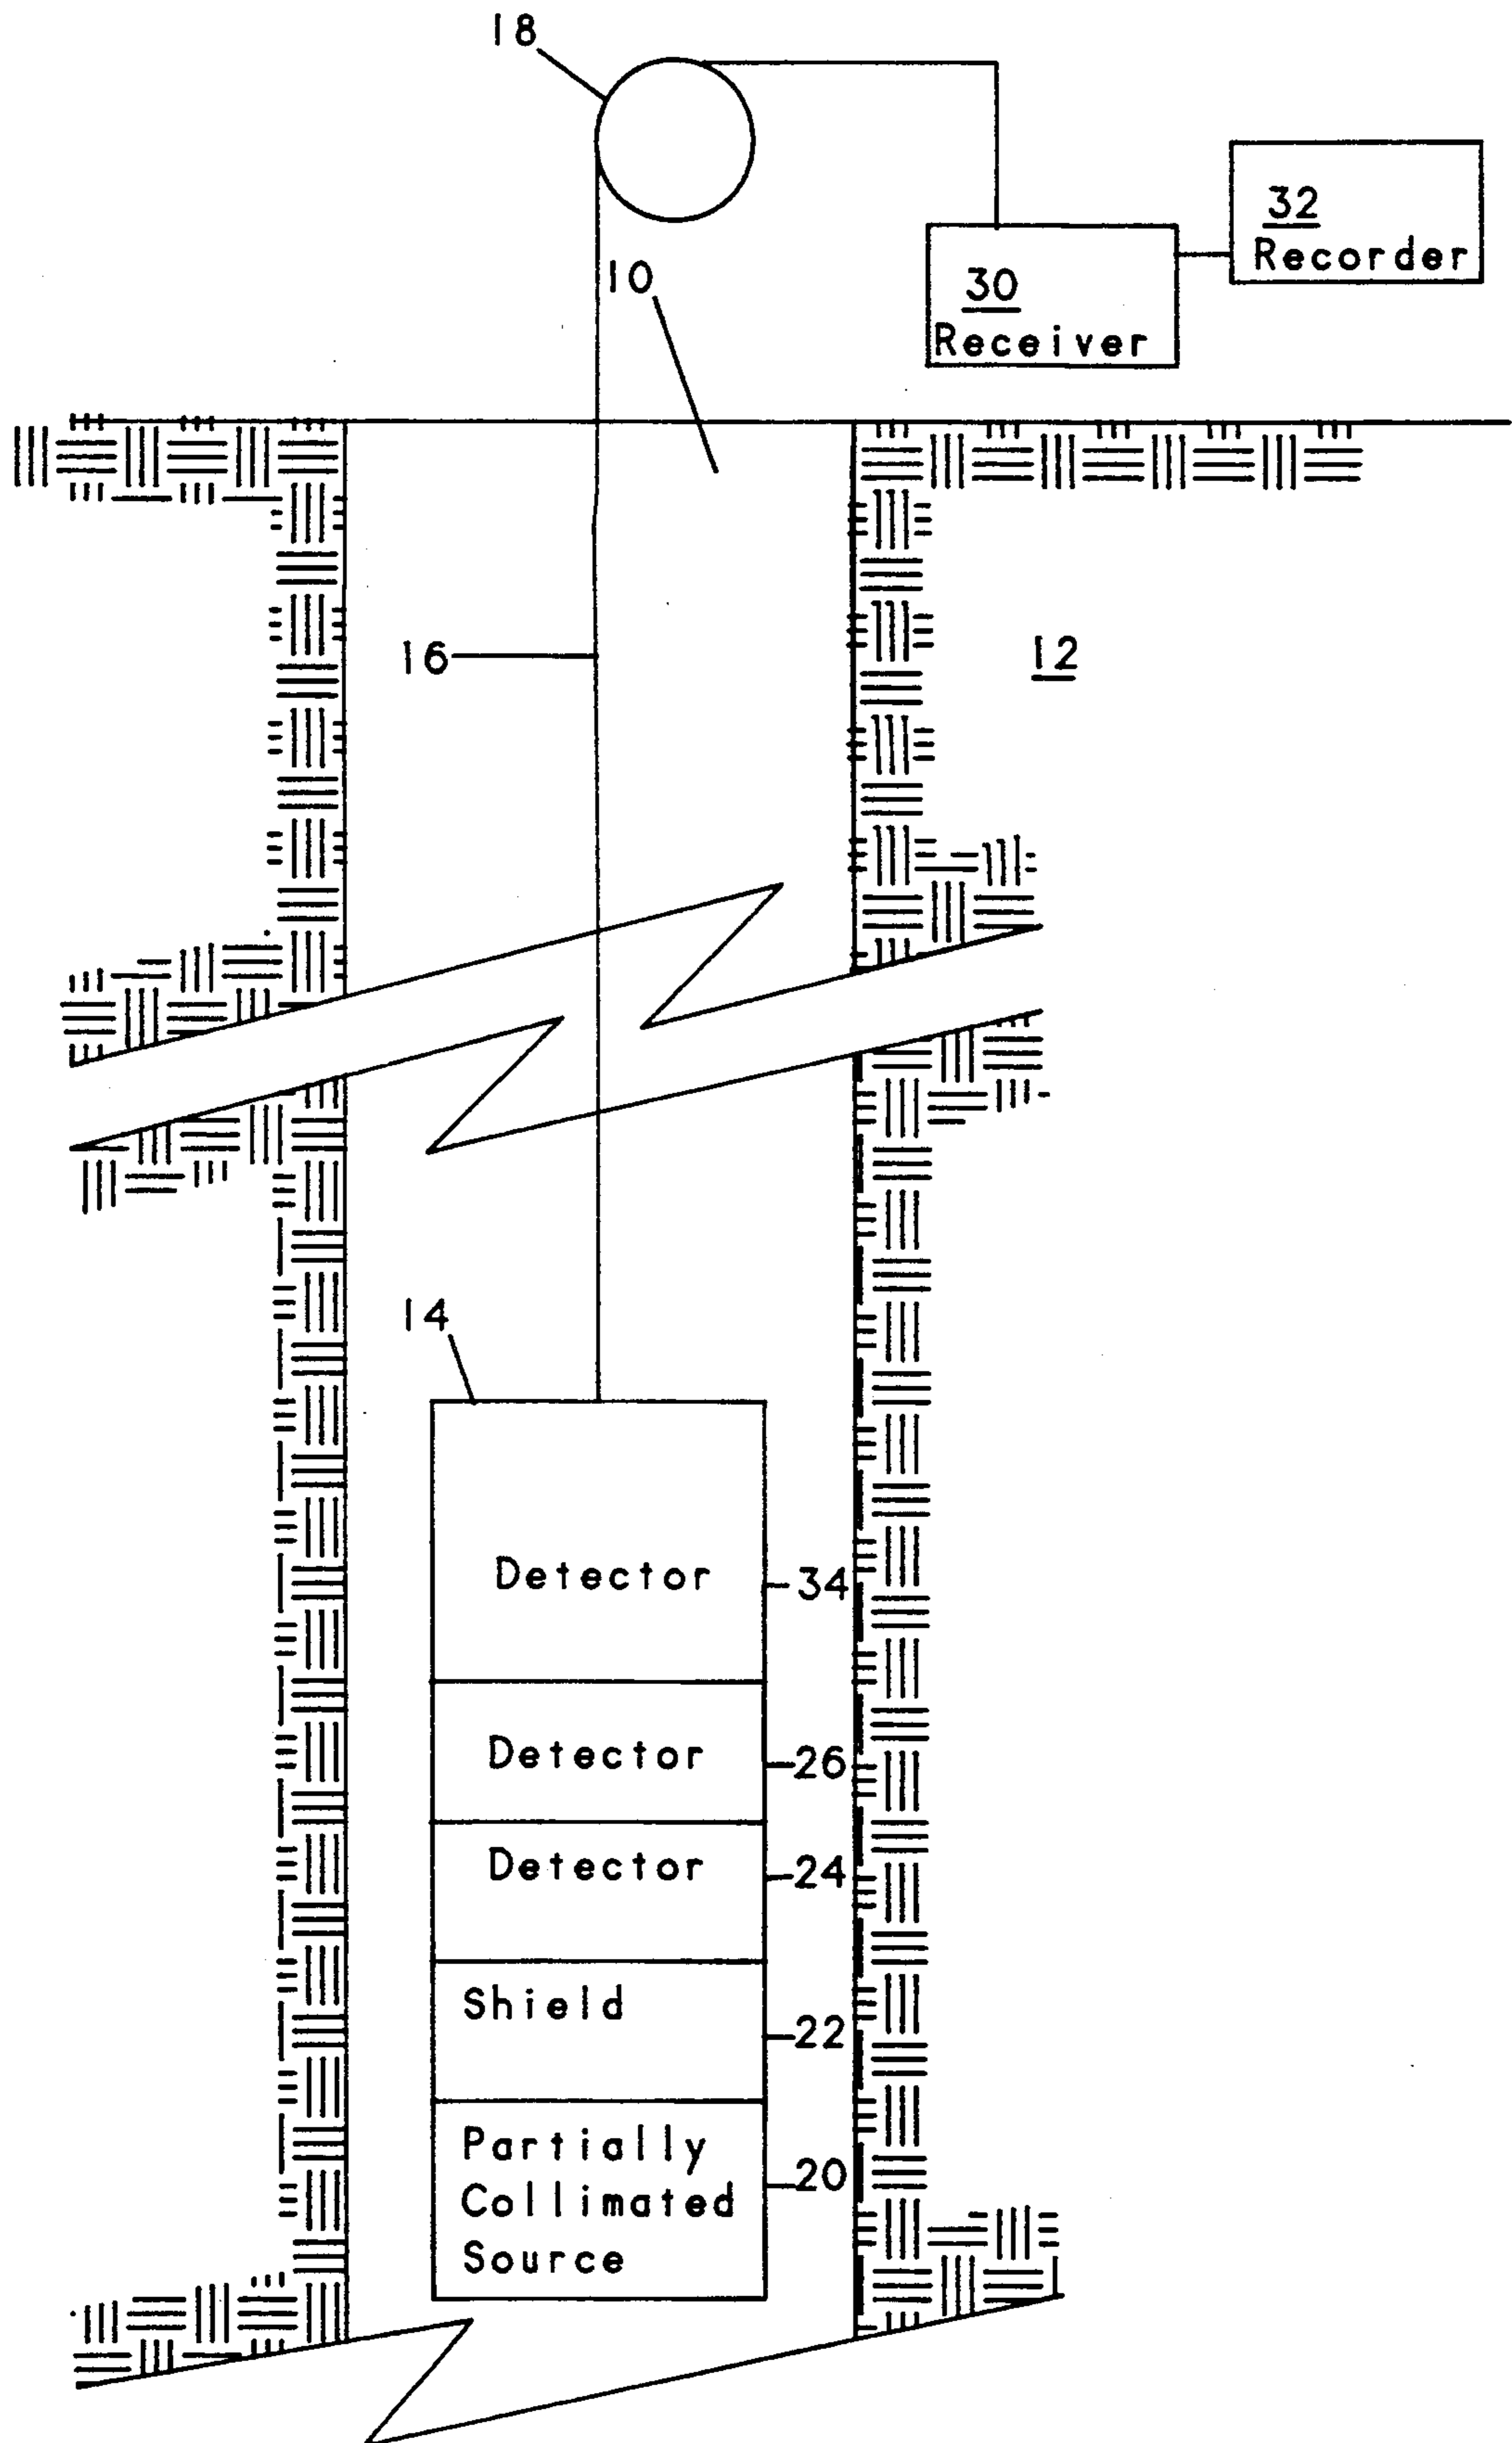 18
32
Recorder
10
30
Receiver
16
12
14
Detector
34
Detector
26
Detector
24
Shield
22
Partially
Collimated
Source
20